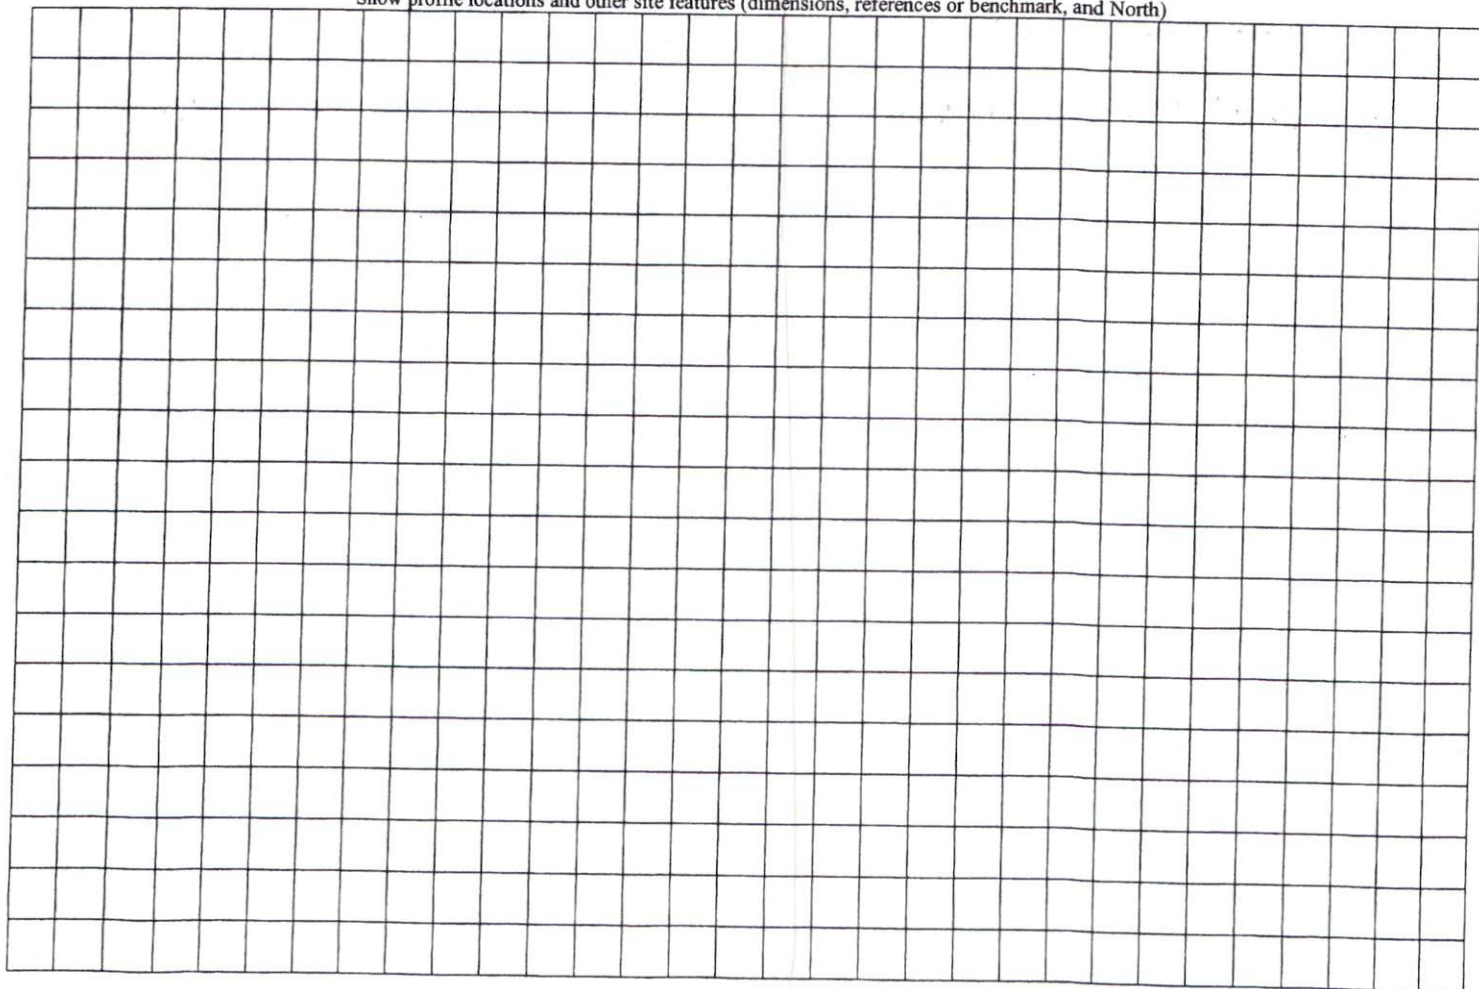 Show profile locations and other site features (dimensions, references or benchmark, and North)